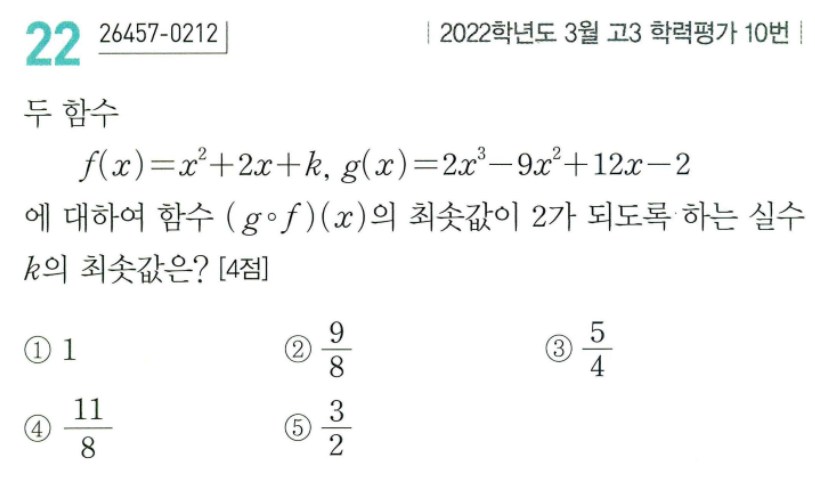 22 26457-0212 | 2022학년도 3월 고3 학력평가 10번 |
두 함수
f(x)=x²+2x+k, g(x)=2x³-9x²+12x-2
에 대하여 함수 (g∘f)(x)의 최솟값이 2가 되도록 하는 실수
k의 최솟값은? [4점]
① 1 ② 9/8 ③ 5/4
④ 11/8 ⑤ 3/2